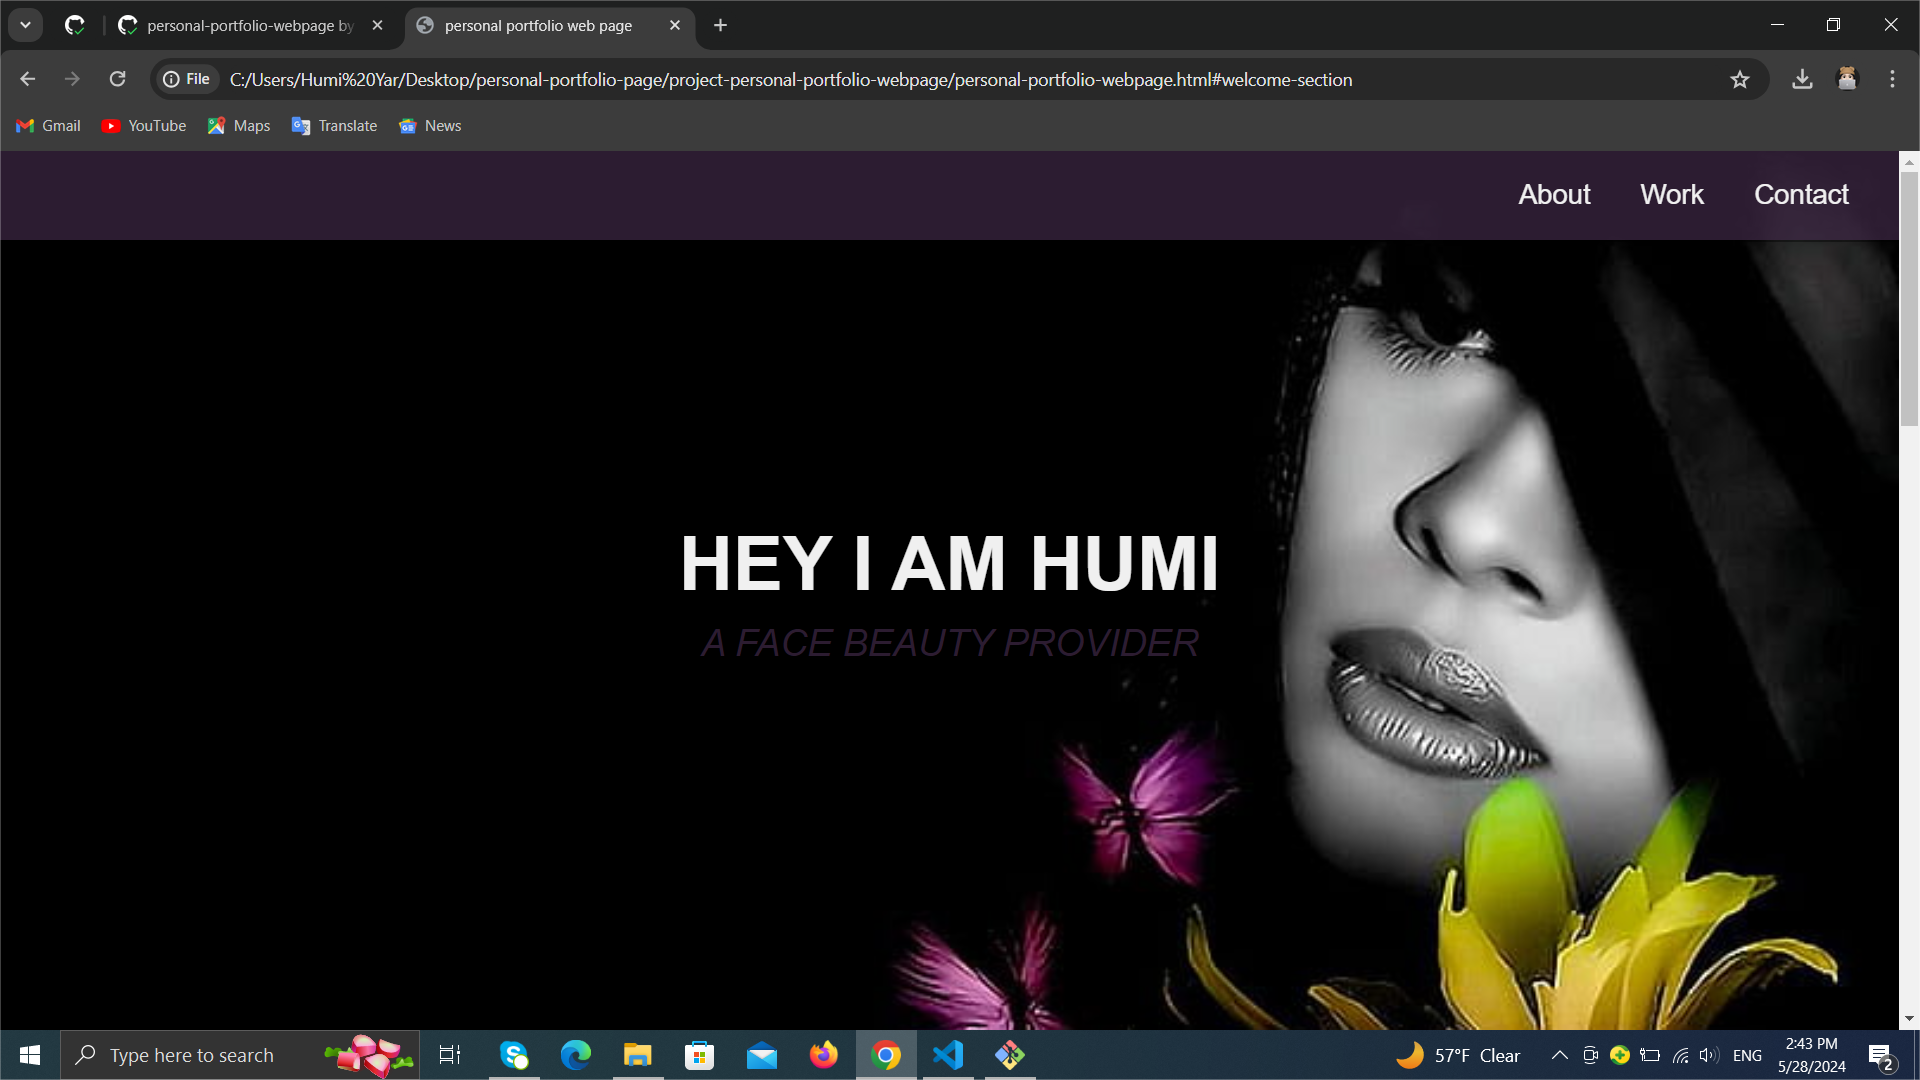 personal-portfolio-webpage by
personal portfolio web page
File
C:/Users/Humi%20Yar/Desktop/personal-portfolio-page/project-personal-portfolio-webpage/personal-portfolio-webpage.html#welcome-section
Gmail
YouTube
Maps
Translate
News
About
Work
Contact
HEY I AM HUMI
A FACE BEAUTY PROVIDER
Type here to search
57°F Clear
ENG
2:43 PM
5/28/2024
2